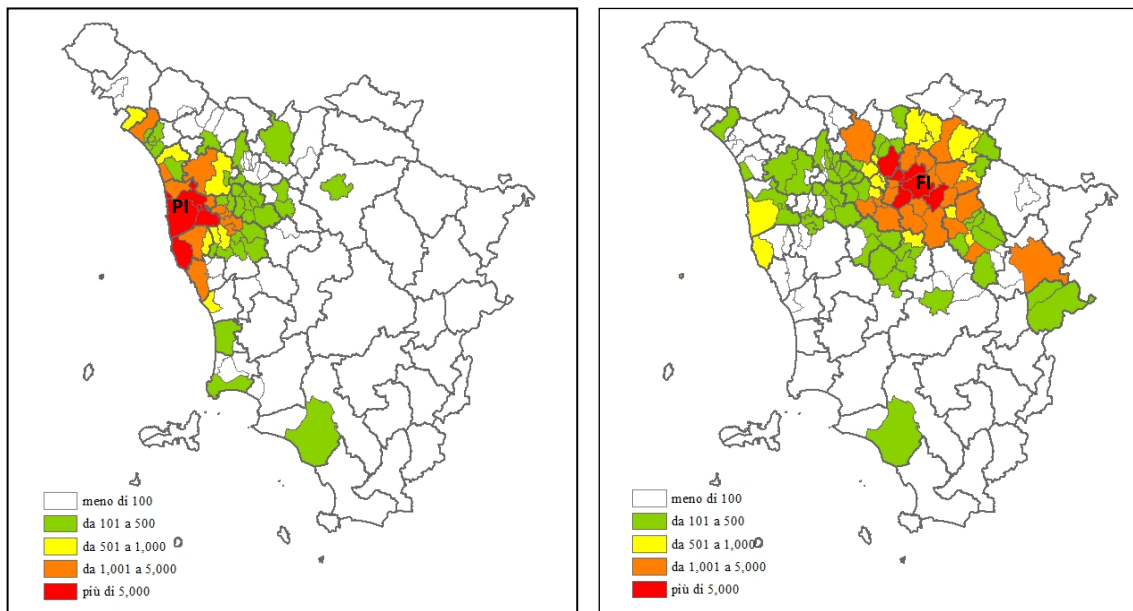 PI
meno di 100
da 101 a 500
da 501 a 1,000
da 1,001 a 5,000
più di 5,000
FI
meno di 100
da 101 a 500
da 501 a 1,000
da 1,001 a 5,000
più di 5,000